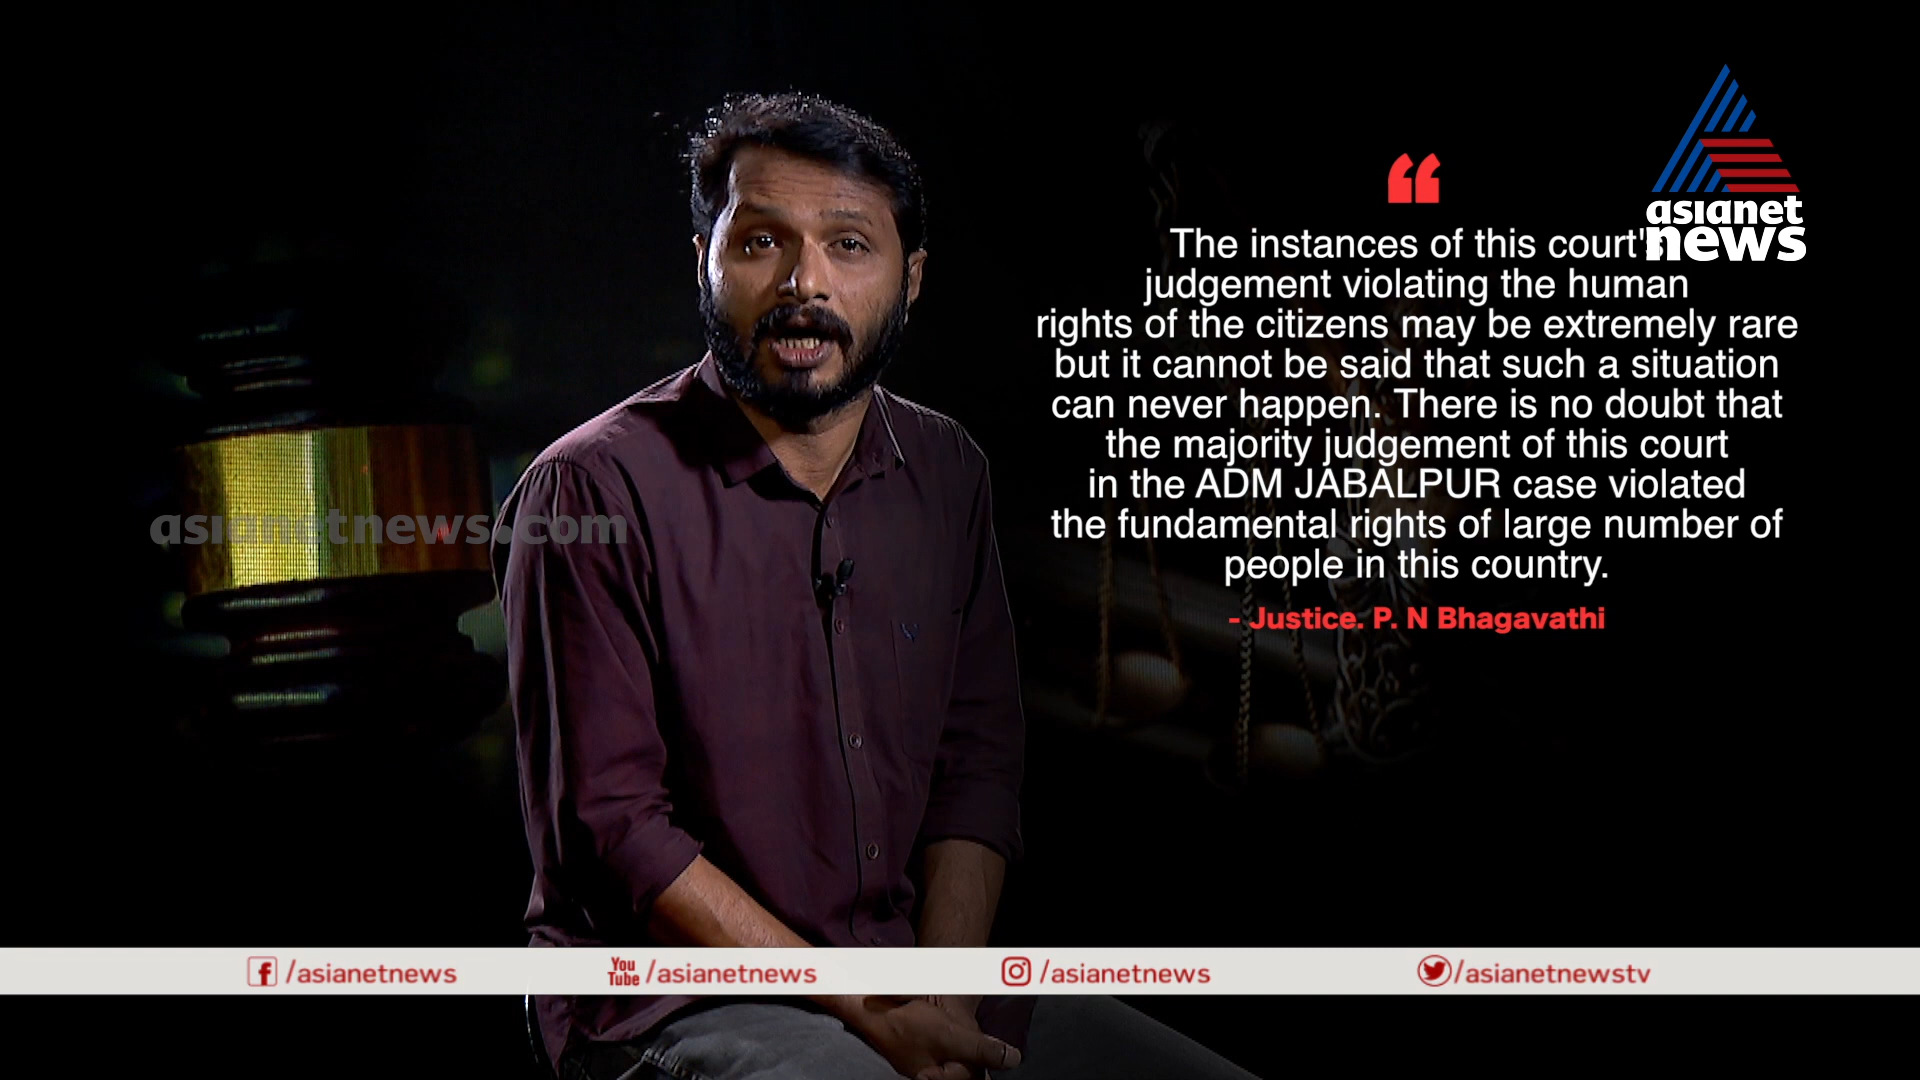 “
The instances of this court's
judgement violating the human
rights of the citizens may be extremely rare
but it cannot be said that such a situation
can never happen. There is no doubt that
the majority judgement of this court
in the ADM JABALPUR case violated
the fundamental rights of large number of
people in this country.
- Justice. P. N Bhagavathi
asianet
news
asianetnews.com
/asianetnews
You
Tube /asianetnews
/asianetnews
/asianetnewstv